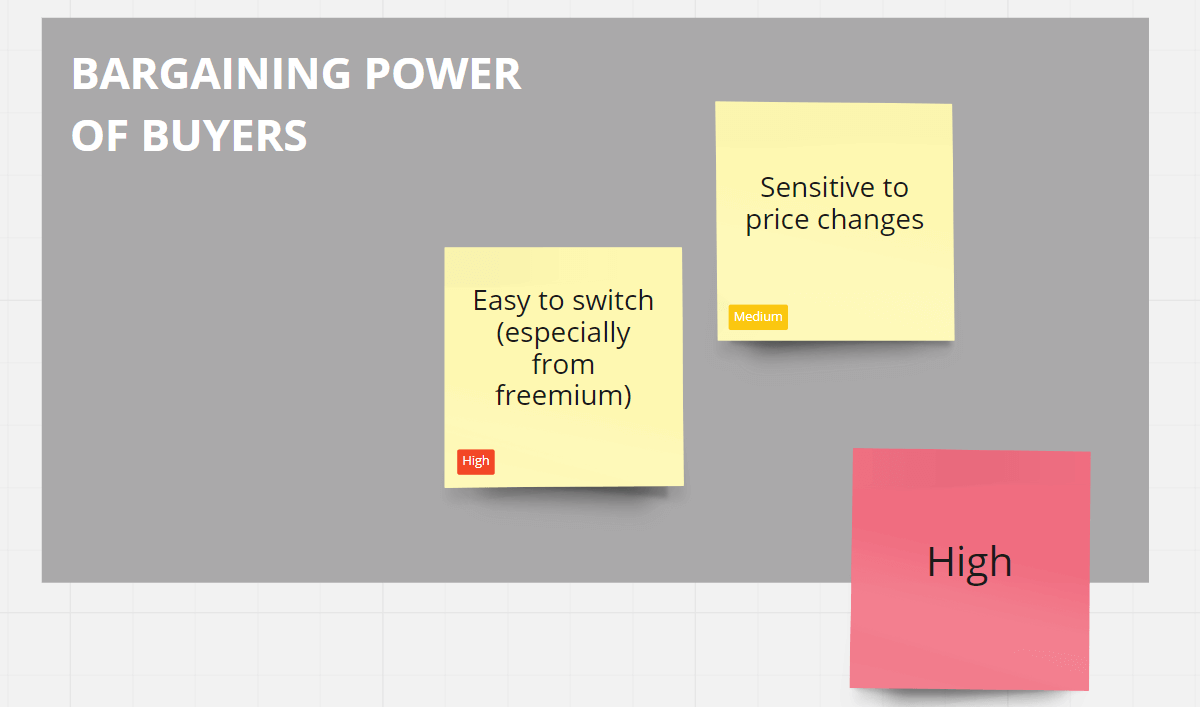 BARGAINING POWER
OF BUYERS
Sensitive to
price changes
Medium
Easy to switch
(especially
from
freemium)
High
High